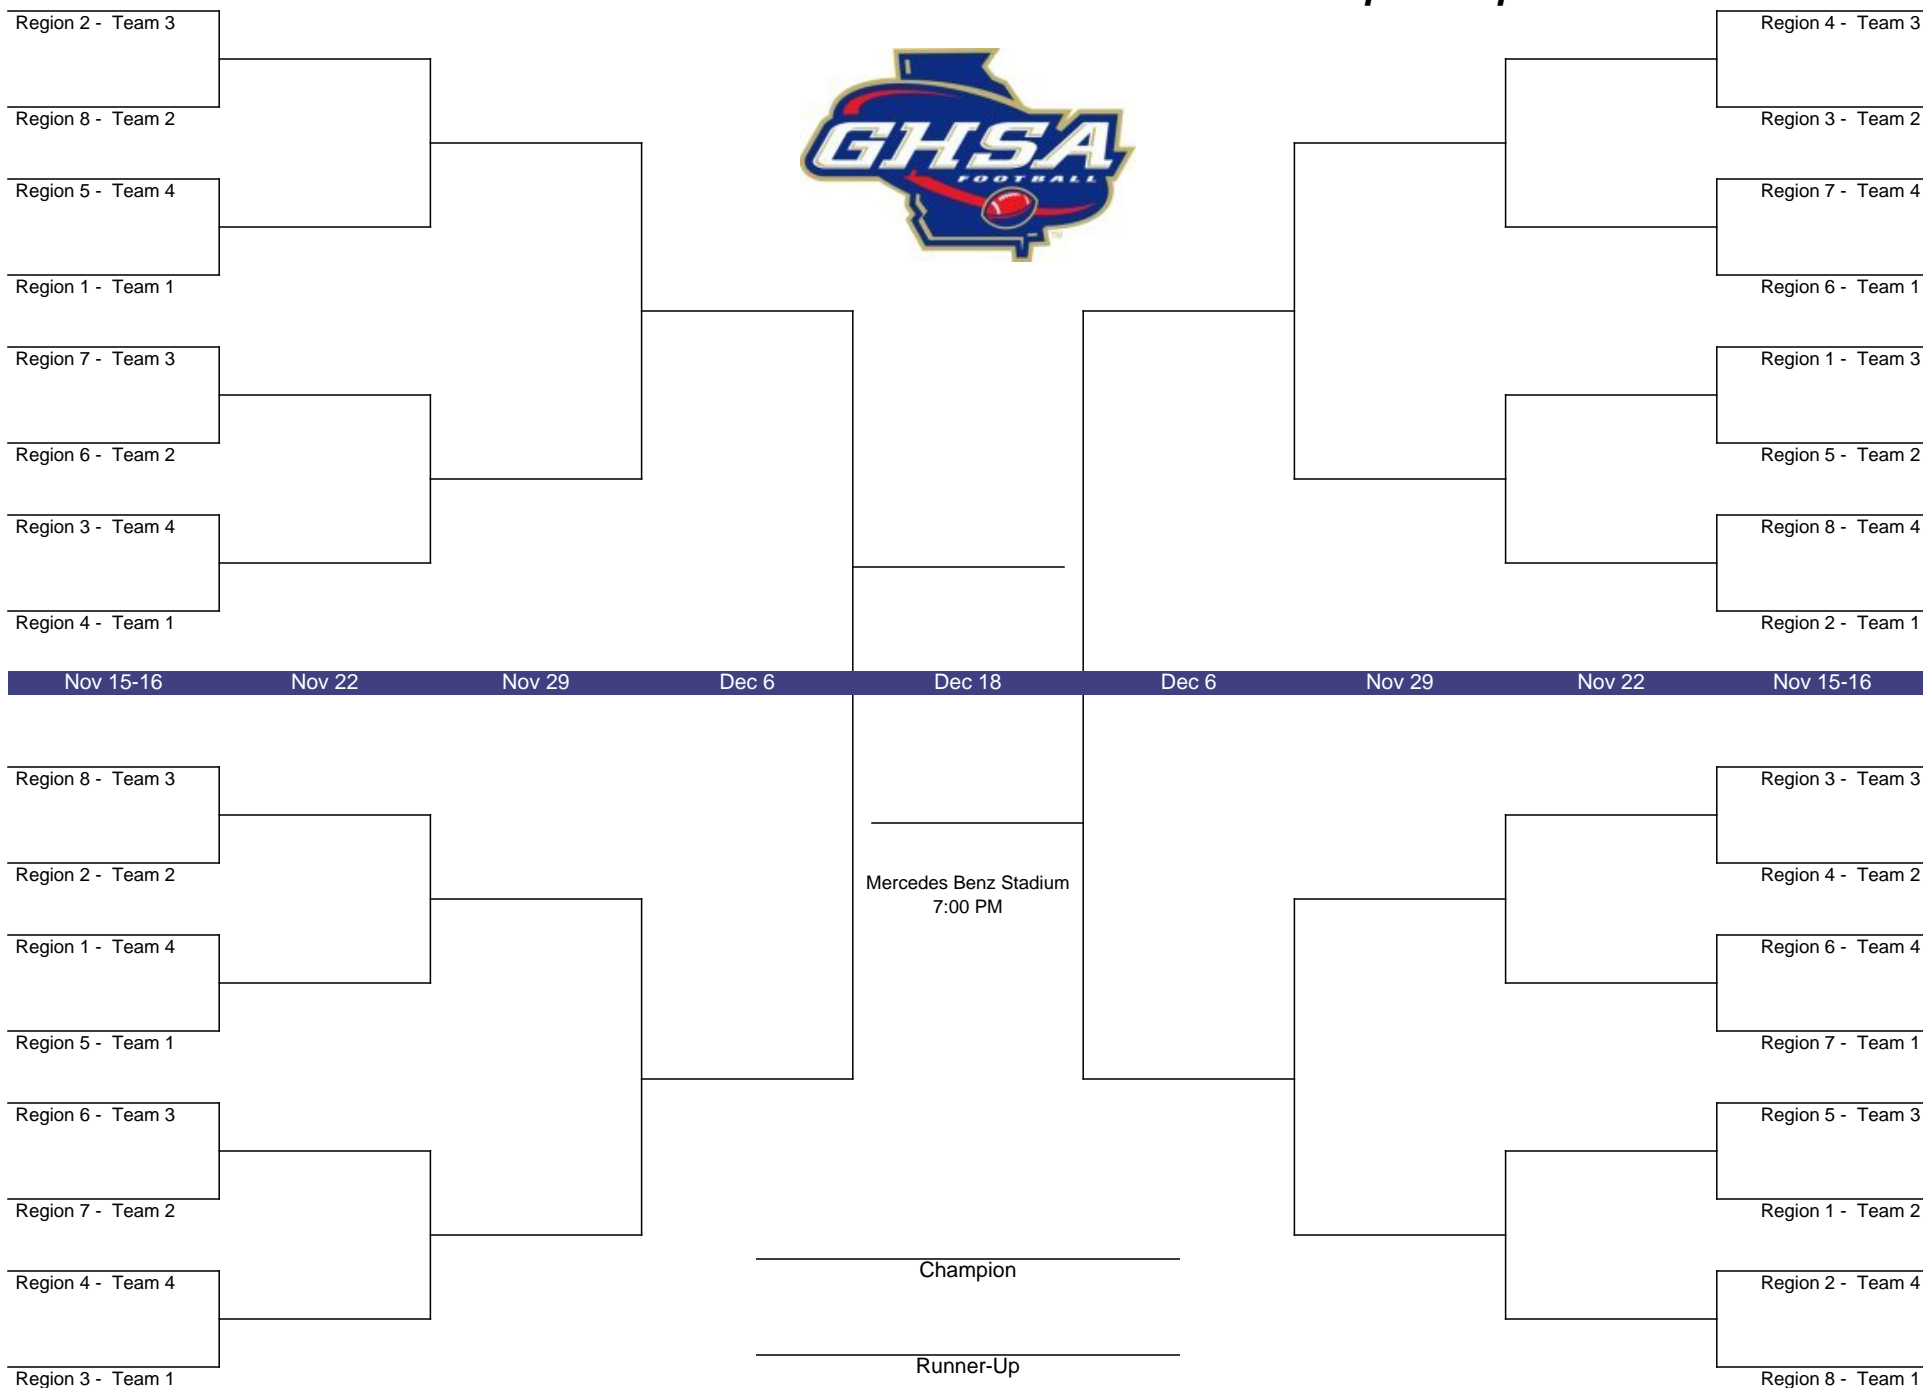 Region 2 - Team 3
Region 8 - Team 2
Region 5 - Team 4
Region 1 - Team 1
Region 7 - Team 3
Region 6 - Team 2
Region 3 - Team 4
Region 4 - Team 1
GHSA
FOOTBALL
TM
Region 4 - Team 3
Region 3 - Team 2
Region 7 - Team 4
Region 6 - Team 1
Region 1 - Team 3
Region 5 - Team 2
Region 8 - Team 4
Region 2 - Team 1
Nov 15-16 Nov 22 Nov 29 Dec 6 Dec 18 Dec 6 Nov 29 Nov 22 Nov 15-16
Region 8 - Team 3
Region 2 - Team 2
Region 1 - Team 4
Region 5 - Team 1
Region 6 - Team 3
Region 7 - Team 2
Region 4 - Team 4
Region 3 - Team 1
Mercedes Benz Stadium
7:00 PM
Champion
Runner-Up
Region 3 - Team 3
Region 4 - Team 2
Region 6 - Team 4
Region 7 - Team 1
Region 5 - Team 3
Region 1 - Team 2
Region 2 - Team 4
Region 8 - Team 1